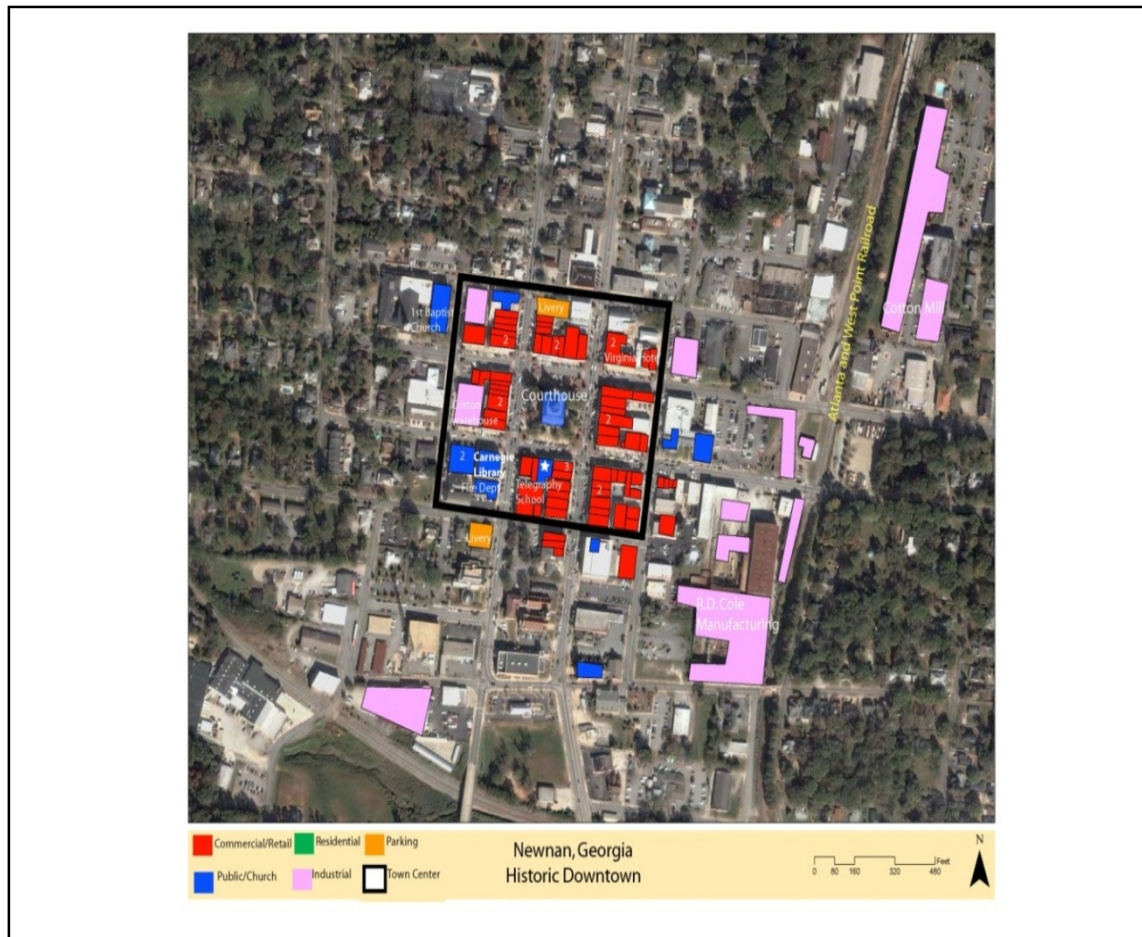 Atlanta and West Point Railroad
Cotton Mill
1st Baptist
Church
Livery
2
2
2
Virginia Hotel
Courthouse
2
Cotton
Warehouse
2
2
Carnegie
Library
Fire Dept
3
Telegraphy
School
2
Livery
R.D. Cole
Manufacturing
Commercial/Retail
Residential
Parking
Public/Church
Industrial
Town Center
Newnan, Georgia
Historic Downtown
Feet
0 80 160 320 480
N